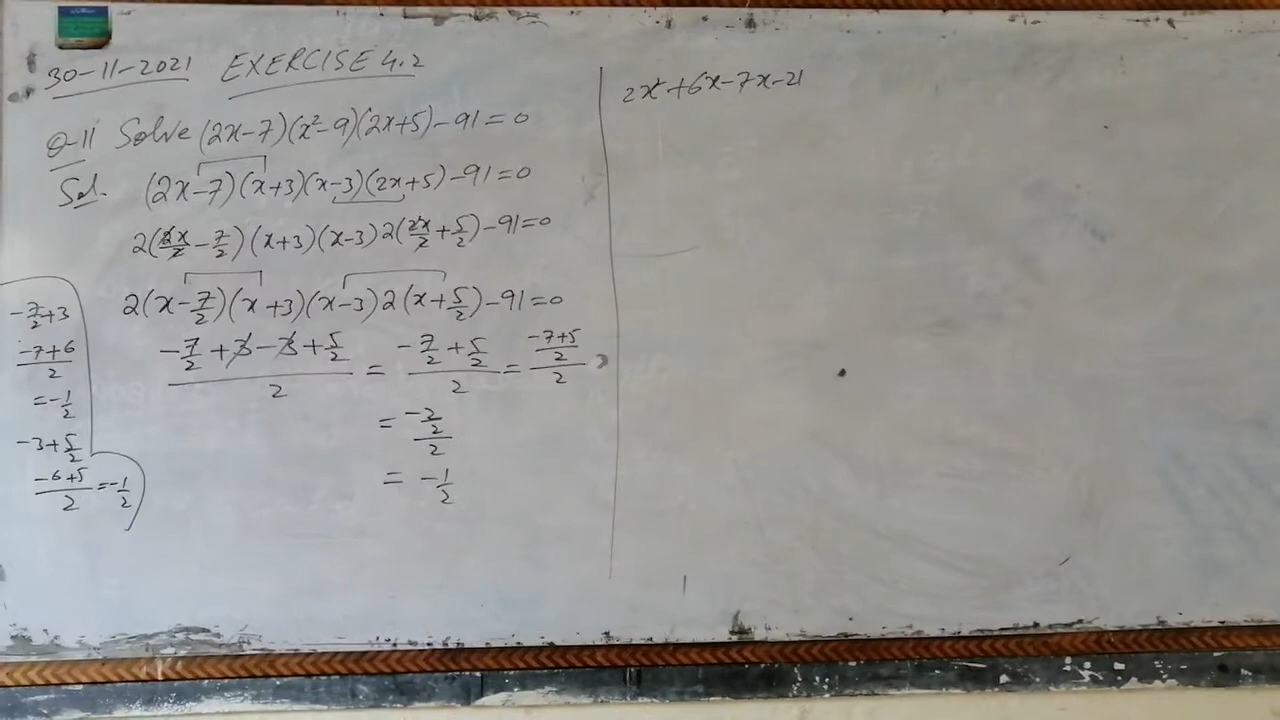 30-11-2021 EXERCISE 4.2
Q-11 Solve (2x-7)(x²-9)(2x+5)-91=0
Sol. (2x-7)(x+3)(x-3)(2x+5)-91=0
2(2x/2-7/2)(x+3)(x-3)2(2x/2+5/2)-91=0
2(x-7/2)(x+3)(x-3)2(x+5/2)-91=0
(-7/2+3-3+5/2)/2 = (-7/2+5/2)/2 = ((-7+5)/2)/2
= (-2/2)/2
= -1/2
-7/2+3
(-7+6)/2
=-1/2
-3+5/2
(-6+5)/2=-1/2
2x²+6x-7x-21